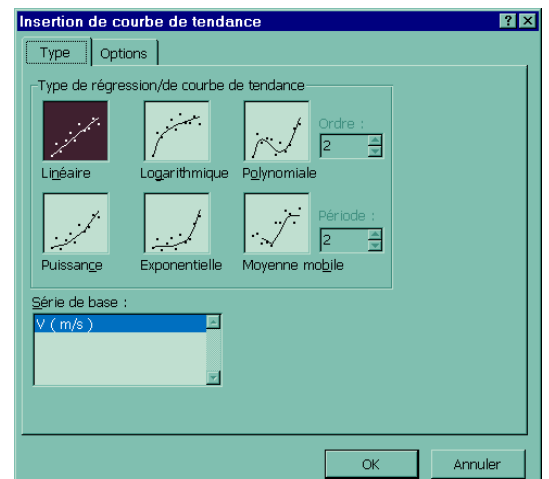 Insertion de courbe de tendance
Type Options
Type de régression/de courbe de tendance
Ordre :
2
Linéaire Logarithmique Polynomiale
Période :
2
Puissance Exponentielle Moyenne mobile
Série de base :
V ( m/s )
OK Annuler